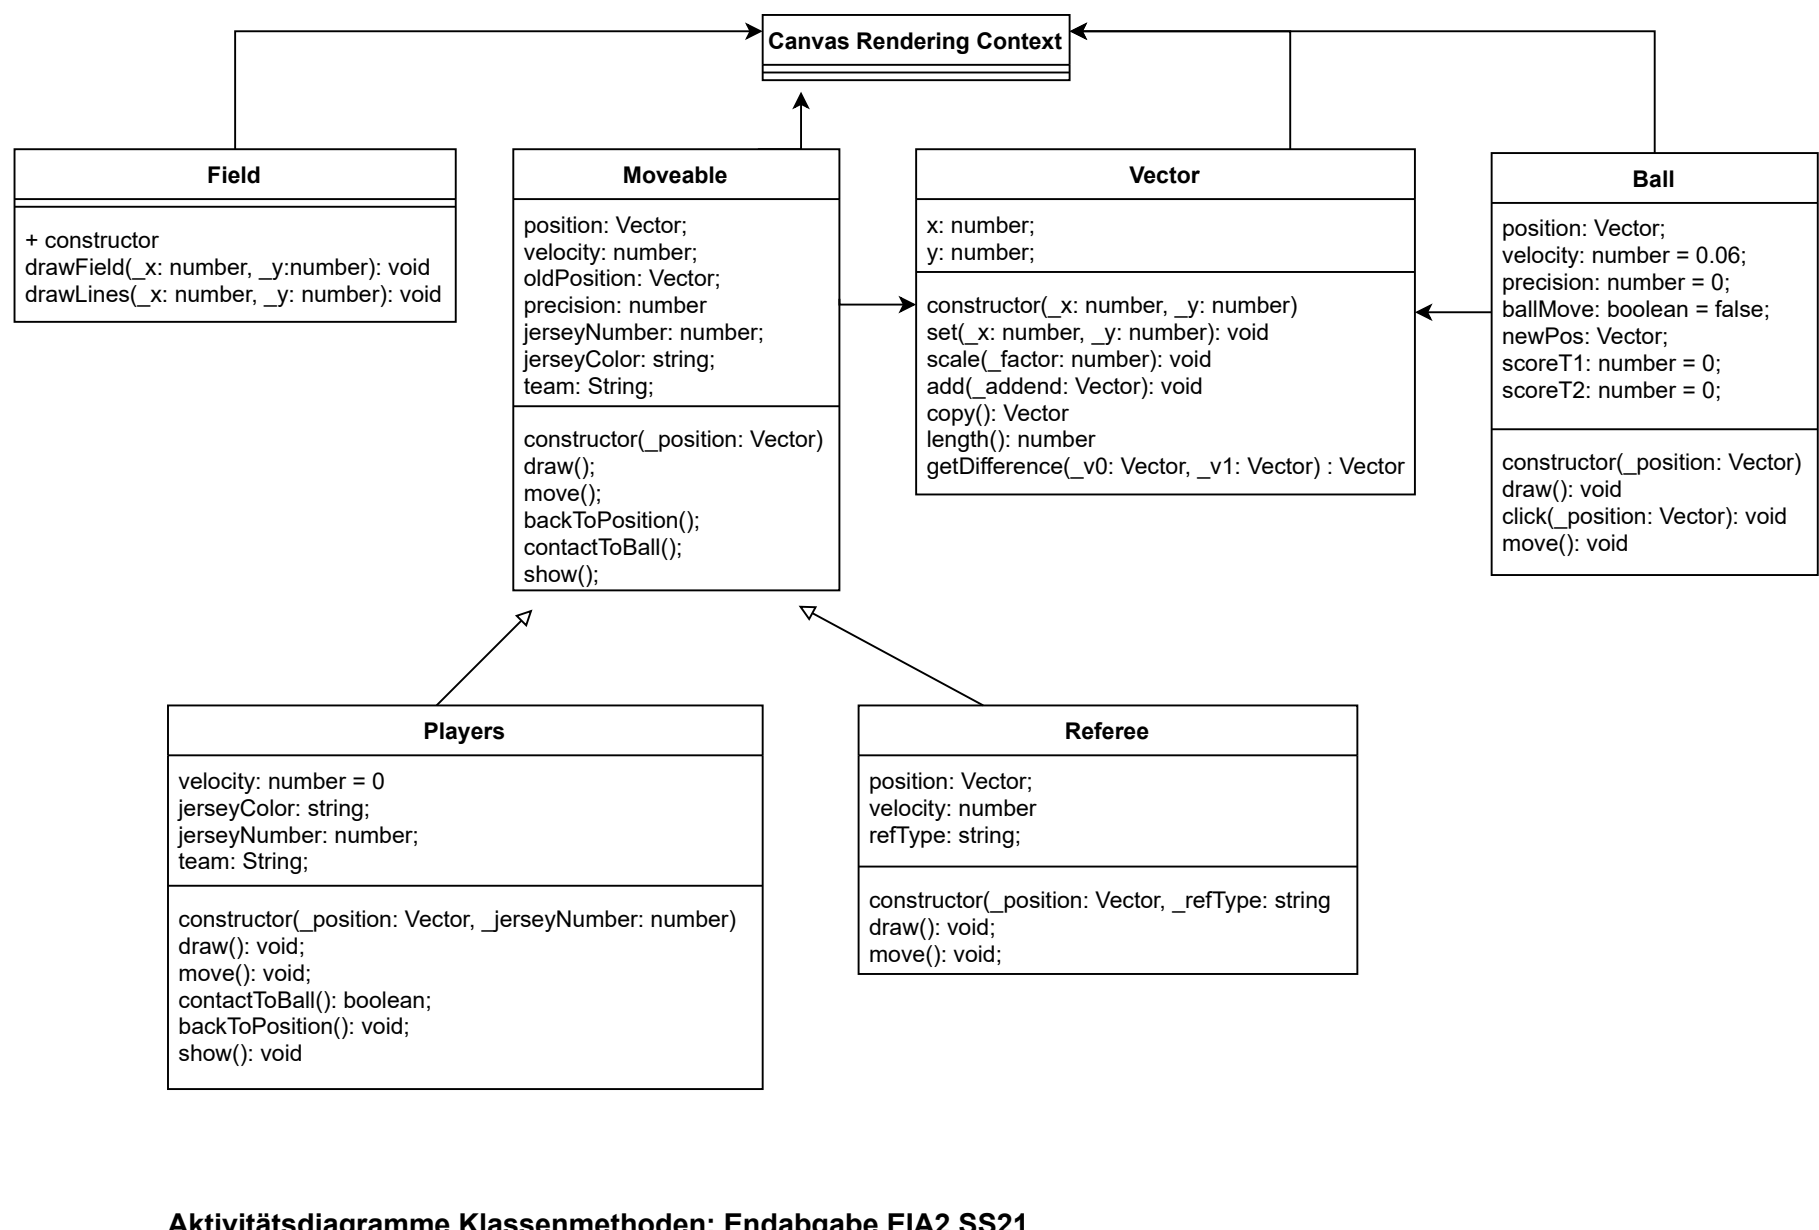 Canvas Rendering Context
Field
+ constructor
drawField(_x: number, _y:number): void
drawLines(_x: number, _y: number): void
Moveable
position: Vector;
velocity: number;
oldPosition: Vector;
precision: number
jerseyNumber: number;
jerseyColor: string;
team: String;
constructor(_position: Vector)
draw();
move();
backToPosition();
contactToBall();
show();
Vector
x: number;
y: number;
constructor(_x: number, _y: number)
set(_x: number, _y: number): void
scale(_factor: number): void
add(_addend: Vector): void
copy(): Vector
length(): number
getDifference(_v0: Vector, _v1: Vector) : Vector
Ball
position: Vector;
velocity: number = 0.06;
precision: number = 0;
ballMove: boolean = false;
newPos: Vector;
scoreT1: number = 0;
scoreT2: number = 0;
constructor(_position: Vector)
draw(): void
click(_position: Vector): void
move(): void
Players
velocity: number = 0
jerseyColor: string;
jerseyNumber: number;
team: String;
constructor(_position: Vector, _jerseyNumber: number)
draw(): void;
move(): void;
contactToBall(): boolean;
backToPosition(): void;
show(): void
Referee
position: Vector;
velocity: number
refType: string;
constructor(_position: Vector, _refType: string
draw(): void;
move(): void;
Aktivitätsdiagramme Klassenmethoden: Endabgabe EIA2 SS21